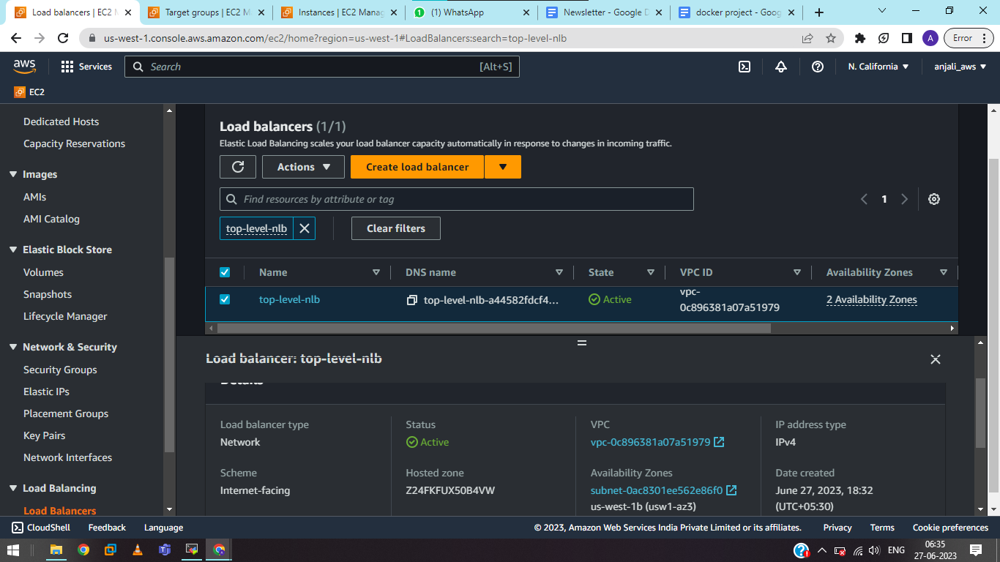 Load balancers | EC2 M
Target groups | EC2 M
Instances | EC2 Manag
(1) WhatsApp
Newsletter - Google D
docker project - Goog
us-west-1.console.aws.amazon.com/ec2/home?region=us-west-1#LoadBalancers:search=top-level-nlb
A
Error
aws
Services
Search
[Alt+S]
N. California
anjali_aws
EC2
Dedicated Hosts
Capacity Reservations
Images
AMIs
AMI Catalog
Elastic Block Store
Volumes
Snapshots
Lifecycle Manager
Network & Security
Security Groups
Elastic IPs
Placement Groups
Key Pairs
Network Interfaces
Load Balancing
Load Balancers
Load balancers (1/1)
Elastic Load Balancing scales your load balancer capacity automatically in response to changes in incoming traffic.
Actions
Create load balancer
Find resources by attribute or tag
1
top-level-nlb
Clear filters
Name
DNS name
State
VPC ID
Availability Zones
top-level-nlb
top-level-nlb-a44582fdcf4...
Active
vpc-
0c896381a07a51979
2 Availability Zones
Load balancer: top-level-nlb
Details
Load balancer type
Network
Status
Active
VPC
vpc-0c896381a07a51979
IP address type
IPv4
Scheme
Internet-facing
Hosted zone
Z24FKFUX50B4VW
Availability Zones
subnet-0ac8301ee562e86f0
us-west-1b (usw1-az3)
Date created
June 27, 2023, 18:32
(UTC+05:30)
CloudShell
Feedback
Language
© 2023, Amazon Web Services India Private Limited or its affiliates.
Privacy
Terms
Cookie preferences
ENG
06:35
27-06-2023